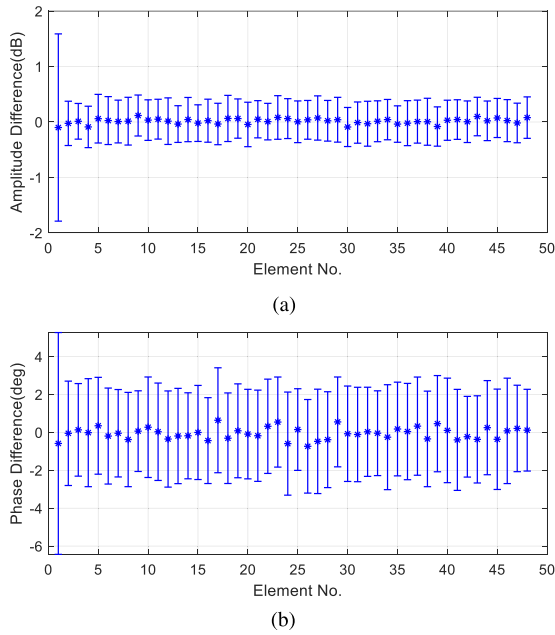 2
1
0
-1
-2
Amplitude Difference(dB)
0 5 10 15 20 25 30 35 40 45 50
Element No.
(a)
4
2
0
-2
-4
-6
Phase Difference(deg)
0 5 10 15 20 25 30 35 40 45 50
Element No.
(b)